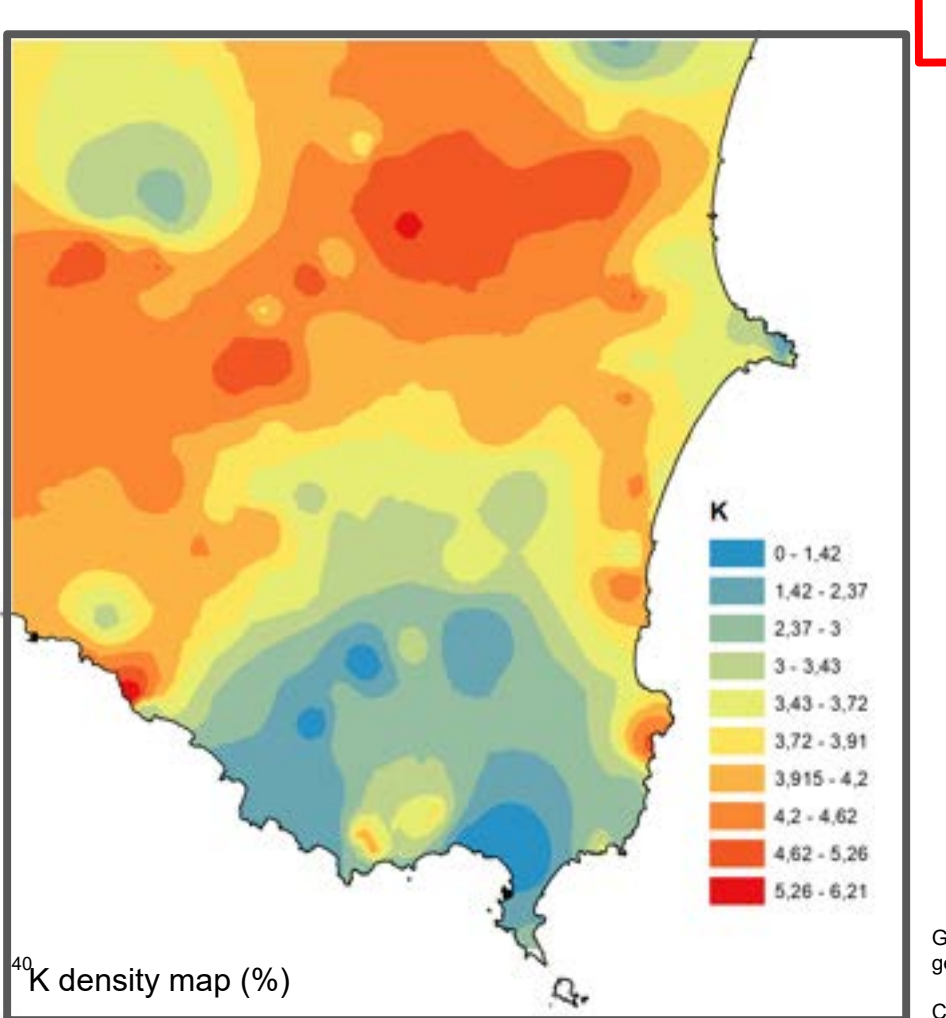 K
0 - 1,42
1,42 - 2,37
2,37 - 3
3 - 3,43
3,43 - 3,72
3,72 - 3,91
3,915 - 4,2
4,2 - 4,62
4,62 - 5,26
5,26 - 6,21
⁴⁰K density map (%)